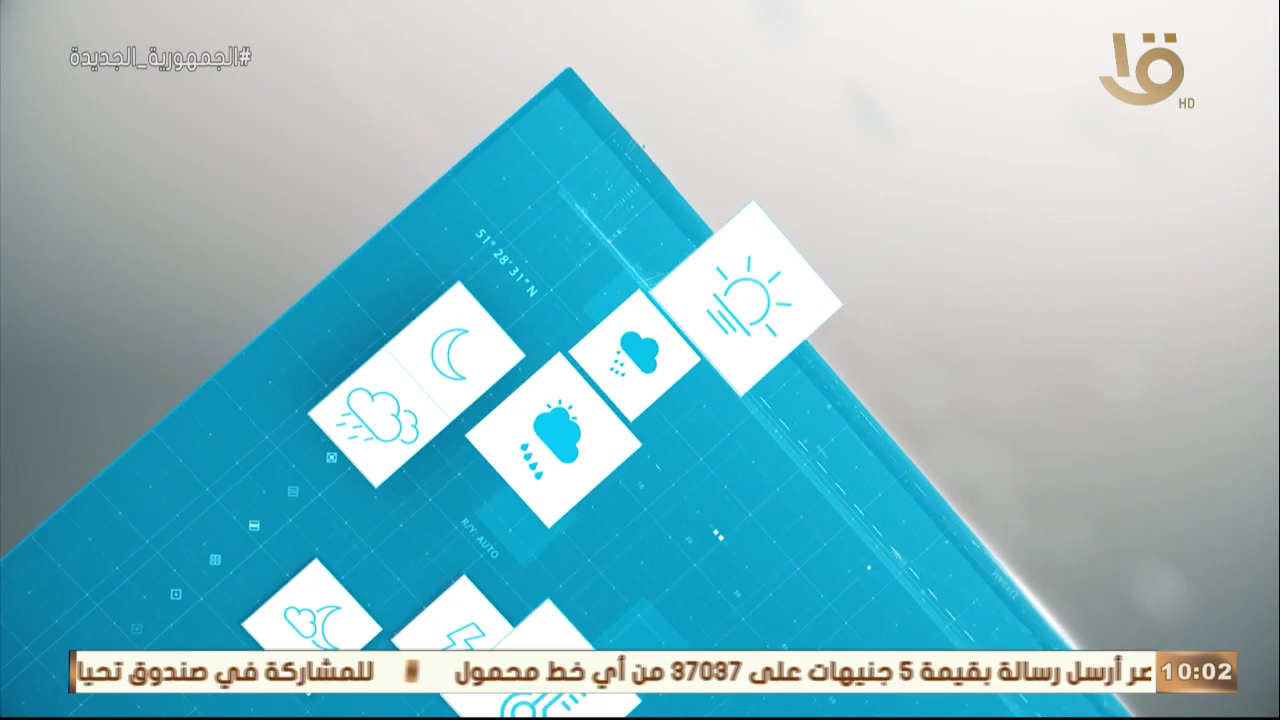 #الجمهورية_الجديدة
HD
51° 28' 31" N
R/Y: AUTO
عر أرسل رسالة بقيمة 5 جنيهات على 37037 من أي خط محمول ▪ للمشاركة في صندوق تحيا
10:02